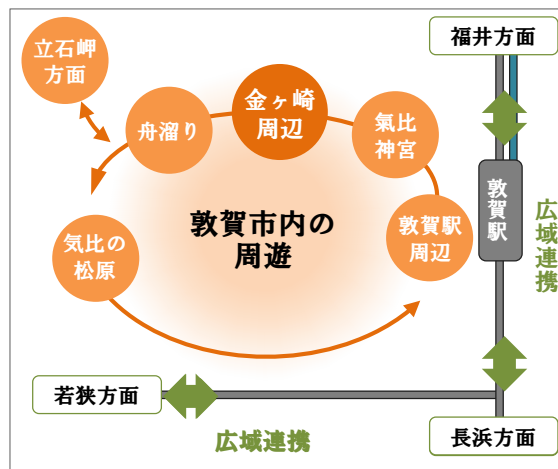 立石岬
方面
舟溜り
金ヶ崎
周辺
氣比
神宮
敦賀駅
周辺
気比の
松原
敦賀市内の
周遊
福井方面
敦賀駅
広域連携
若狭方面
広域連携
長浜方面